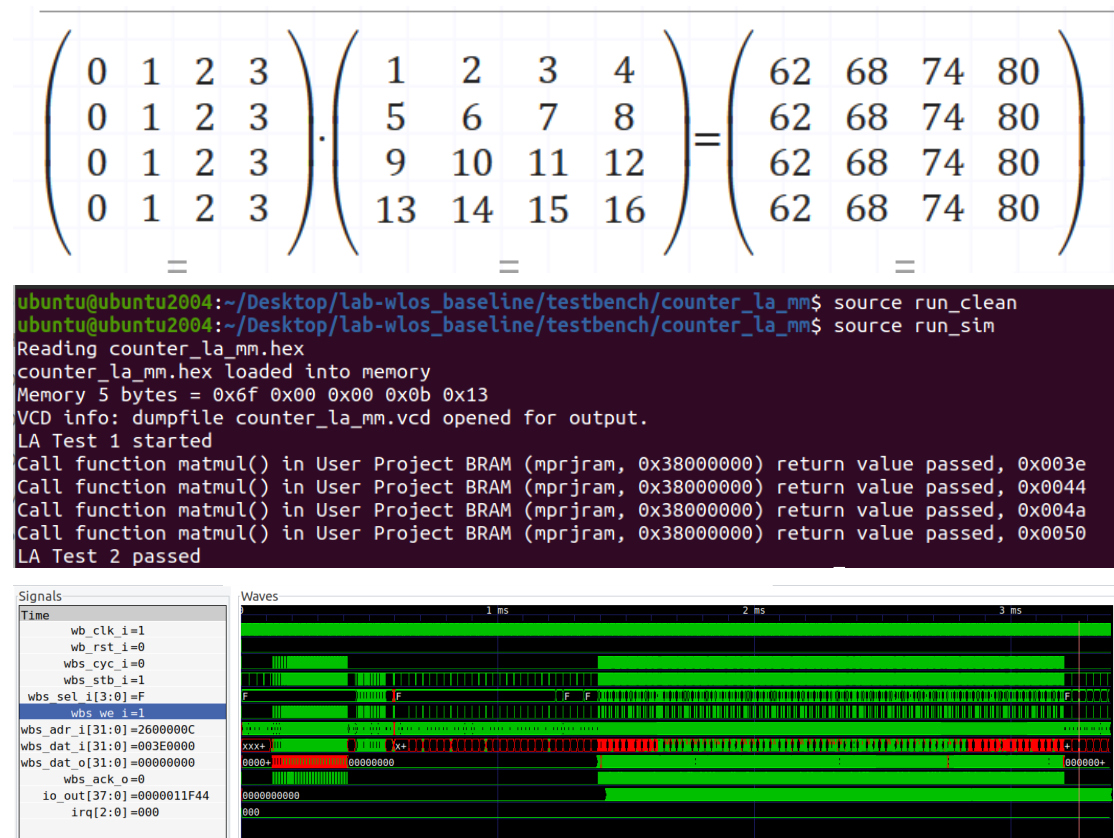 0 1 2 3 1 2 3 4 62 68 74 80
0 1 2 3 · 5 6 7 8 = 62 68 74 80
0 1 2 3 9 10 11 12 62 68 74 80
0 1 2 3 13 14 15 16 62 68 74 80
= = =
ubuntu@ubuntu2004:~/Desktop/lab-wlos_baseline/testbench/counter_la_mm$ source run_clean
ubuntu@ubuntu2004:~/Desktop/lab-wlos_baseline/testbench/counter_la_mm$ source run_sim
Reading counter_la_mm.hex
counter_la_mm.hex loaded into memory
Memory 5 bytes = 0x6f 0x00 0x00 0x0b 0x13
VCD info: dumpfile counter_la_mm.vcd opened for output.
LA Test 1 started
Call function matmul() in User Project BRAM (mprjram, 0x38000000) return value passed, 0x003e
Call function matmul() in User Project BRAM (mprjram, 0x38000000) return value passed, 0x0044
Call function matmul() in User Project BRAM (mprjram, 0x38000000) return value passed, 0x004a
Call function matmul() in User Project BRAM (mprjram, 0x38000000) return value passed, 0x0050
LA Test 2 passed
Signals Waves
Time 1 ms 2 ms 3 ms
wb_clk_i=1
wb_rst_i=0
wbs_cyc_i=0
wbs_stb_i=1
wbs_sel_i[3:0]=F F F F F F
wbs_we_i=1
wbs_adr_i[31:0]=2600000C
wbs_dat_i[31:0]=003E0000 xxx+ x+ +
wbs_dat_o[31:0]=00000000 0000+ 00000000 000000+
wbs_ack_o=0
io_out[37:0]=0000011F44 0000000000
irq[2:0]=000 000